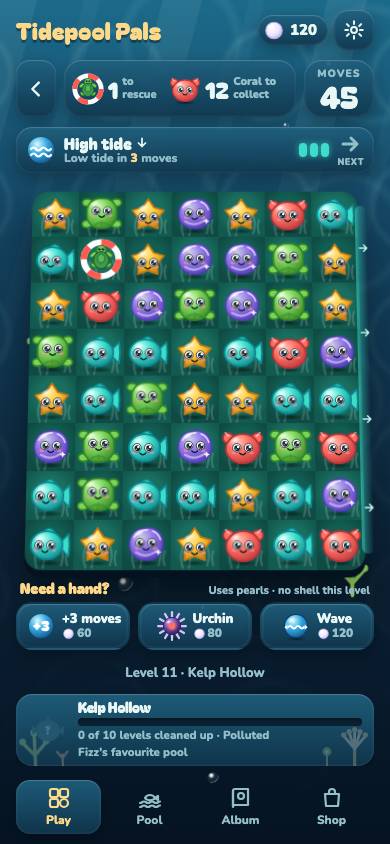 Tidepool Pals
120
1 to rescue
12 Coral to collect
MOVES
45
High tide ↓
Low tide in 3 moves
NEXT
Need a hand?
Uses pearls · no shell this level
+3
+3 moves
60
Urchin
80
Wave
120
Level 11 · Kelp Hollow
?
Kelp Hollow
0 of 10 levels cleaned up · Polluted
Fizz's favourite pool
Play
Pool
Album
Shop